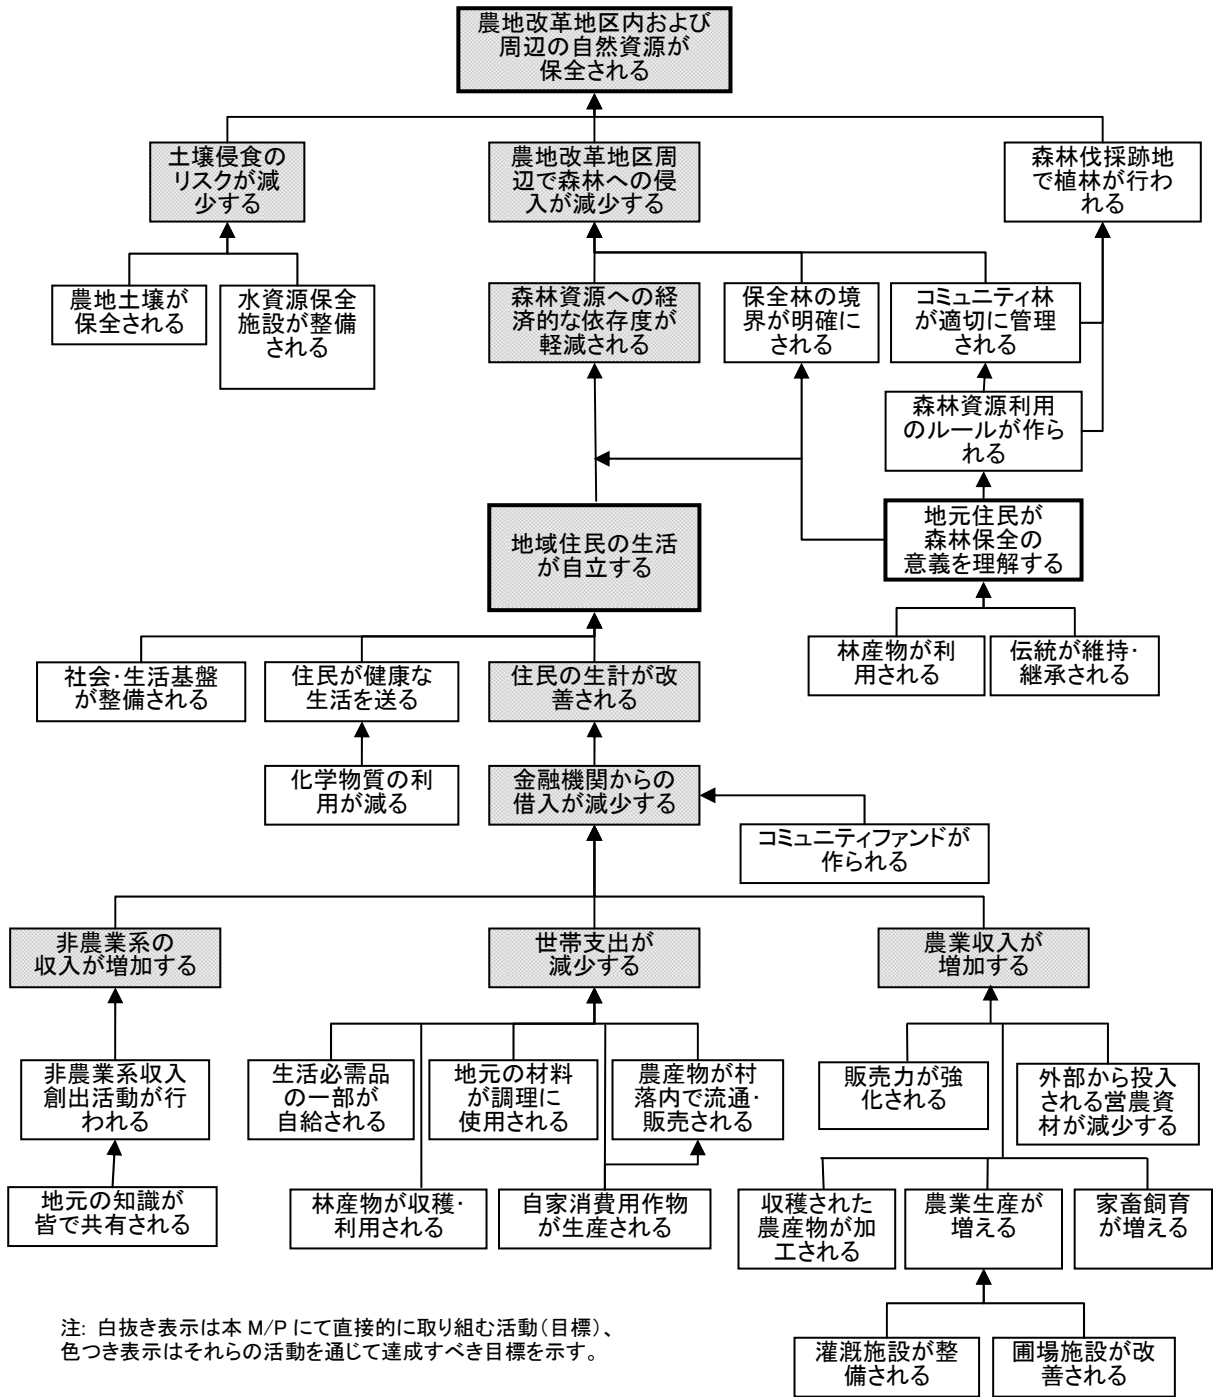 農地改革地区内および
周辺の自然資源が
保全される
土壌侵食の
リスクが減
少する
農地改革地区周
辺で森林への侵
入が減少する
森林伐採跡地
で植林が行わ
れる
農地土壌が
保全される
水資源保全
施設が整備
される
森林資源への経
済的な依存度が
軽減される
保全林の境
界が明確に
される
コミュニティ林
が適切に管理
される
森林資源利用
のルールが作ら
れる
地域住民の生活
が自立する
地元住民が
森林保全の
意義を理解する
林産物が利
用される
伝統が維持・
継承される
社会・生活基盤
が整備される
住民が健康な
生活を送る
住民の生計が改
善される
化学物質の利
用が減る
金融機関からの
借入が減少する
コミュニティファンドが
作られる
非農業系の
収入が増加する
世帯支出が
減少する
農業収入が
増加する
非農業系収入
創出活動が行
われる
生活必需品
の一部が
自給される
地元の材料
が調理に
使用される
農産物が村
落内で流通・
販売される
販売力が強
化される
外部から投入
される営農資
材が減少する
地元の知識が
皆で共有される
林産物が収穫・
利用される
自家消費用作物
が生産される
収穫された
農産物が加
工される
農業生産が
増える
家畜飼育
が増える
灌漑施設が整
備される
圃場施設が改
善される
注: 白抜き表示は本 M/P にて直接的に取り組む活動(目標)、
色つき表示はそれらの活動を通じて達成すべき目標を示す。